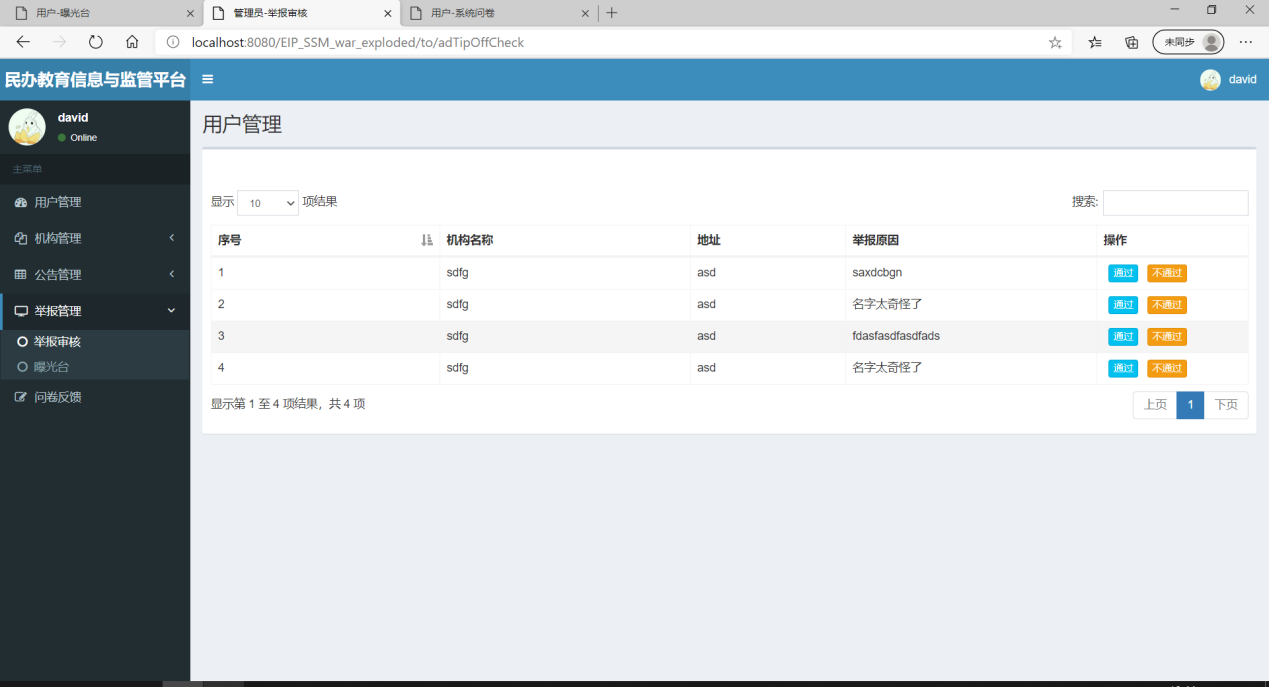 用户-曝光台
管理员-举报审核
用户-系统问卷
localhost:8080/EIP_SSM_war_exploded/to/adTipOffCheck
未同步
民办教育信息与监管平台
david
david
Online
主菜单
用户管理
机构管理
公告管理
举报管理
举报审核
曝光台
问卷反馈
用户管理
显示 10 项结果
搜索:
序号 机构名称 地址 举报原因 操作
1 sdfg asd saxdcbgn 通过 不通过
2 sdfg asd 名字太奇怪了 通过 不通过
3 sdfg asd fdasfasdfasdfads 通过 不通过
4 sdfg asd 名字太奇怪了 通过 不通过
显示第 1 至 4 项结果，共 4 项
上页 1 下页